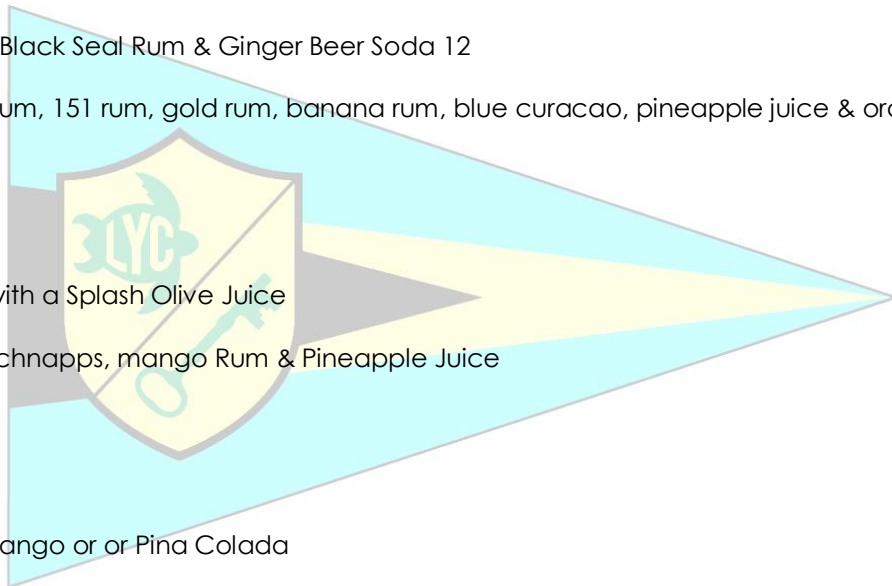 Black Seal Rum & Ginger Beer Soda 12
um, 151 rum, gold rum, banana rum, blue curacao, pineapple juice & ora
LYC
with a Splash Olive Juice
chnapps, mango Rum & Pineapple Juice
ango or or Pina Colada